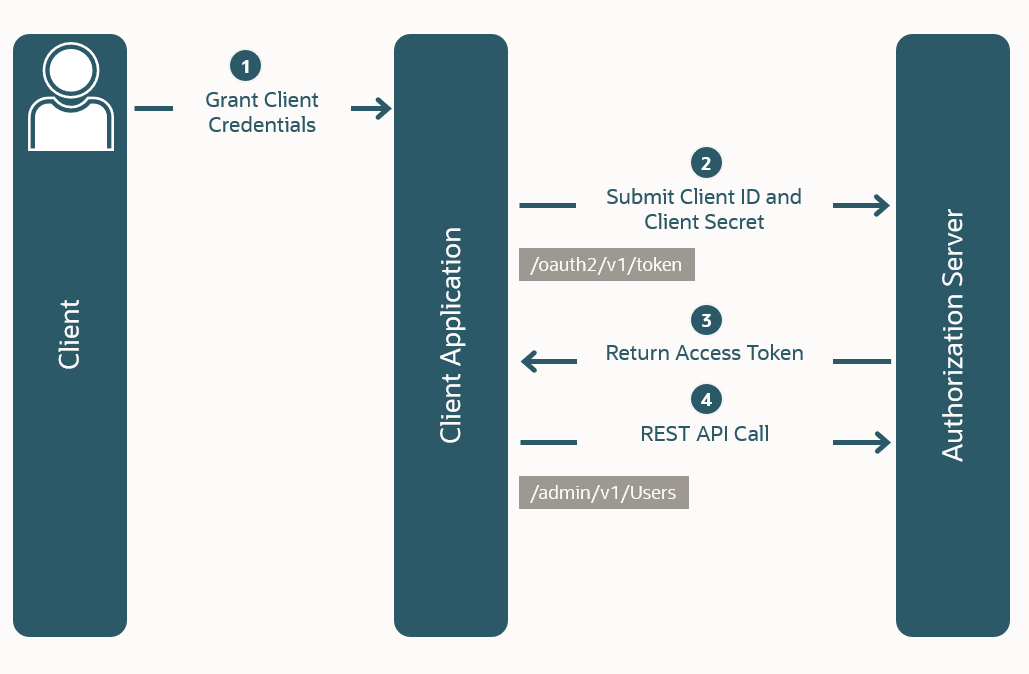 1
Grant Client
Credentials
2
Submit Client ID and
Client Secret
/oauth2/v1/token
3
Return Access Token
4
REST API Call
/admin/v1/Users
Client
Client Application
Authorization Server